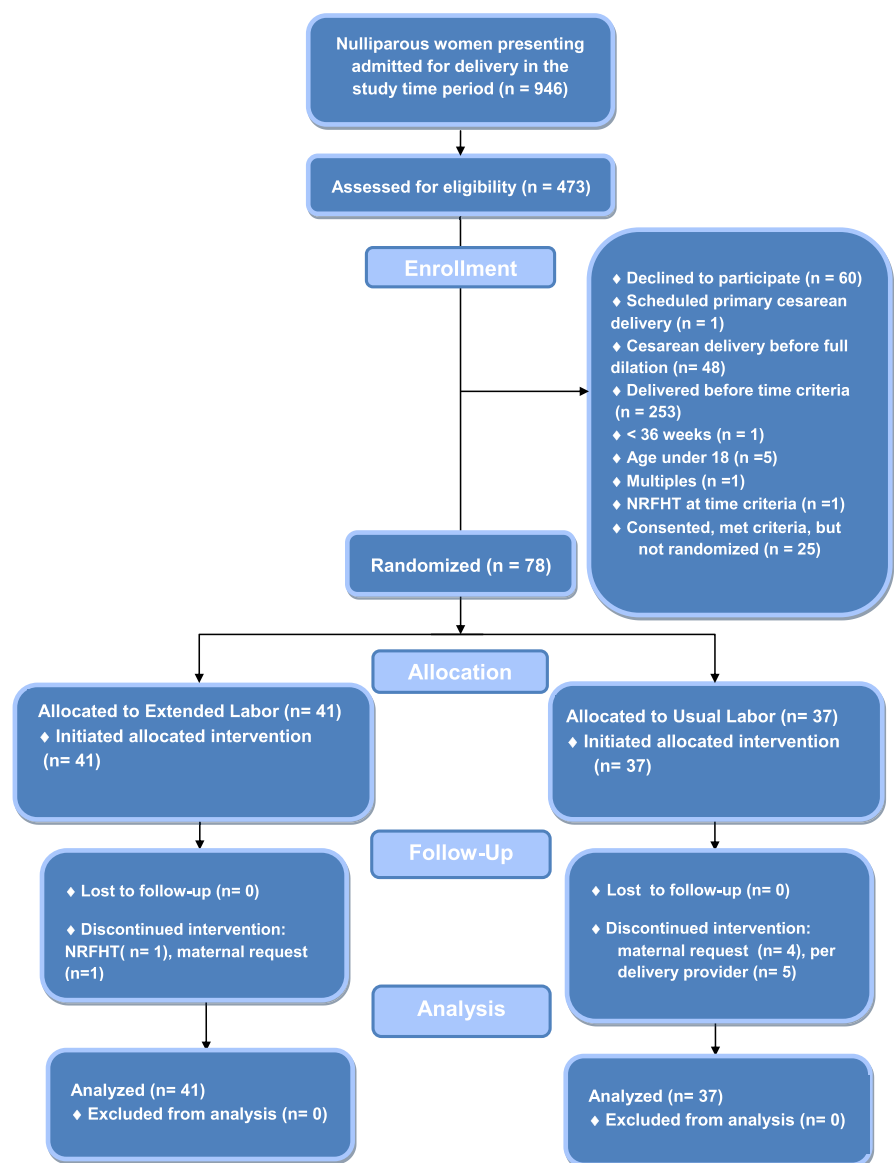 Nulliparous women presenting
admitted for delivery in the
study time period (n = 946)
Assessed for eligibility (n = 473)
Enrollment
♦ Declined to participate (n = 60)
♦ Scheduled primary cesarean
delivery (n = 1)
♦ Cesarean delivery before full
dilation (n= 48)
♦ Delivered before time criteria
(n = 253)
♦ < 36 weeks (n = 1)
♦ Age under 18 (n =5)
♦ Multiples (n =1)
♦ NRFHT at time criteria (n =1)
♦ Consented, met criteria, but
not randomized (n = 25)
Randomized (n = 78)
Allocation
Allocated to Extended Labor (n= 41)
♦ Initiated allocated intervention
(n= 41)
Allocated to Usual Labor (n= 37)
♦ Initiated allocated intervention
(n= 37)
Follow-Up
♦ Lost to follow-up (n= 0)
♦ Discontinued intervention:
NRFHT( n= 1), maternal request
(n=1)
♦ Lost to follow-up (n= 0)
♦ Discontinued intervention:
maternal request (n= 4), per
delivery provider (n= 5)
Analysis
Analyzed (n= 41)
♦ Excluded from analysis (n= 0)
Analyzed (n= 37)
♦ Excluded from analysis (n= 0)